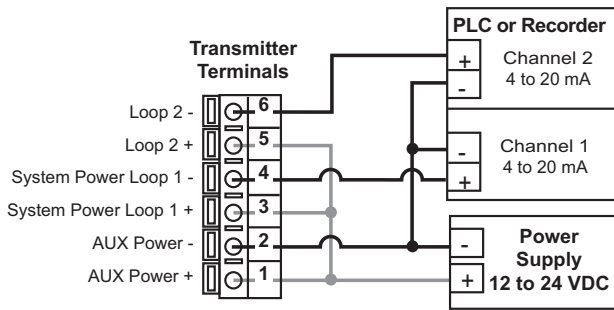 PLC or Recorder
Transmitter
Terminals
+
Channel 2
4 to 20 mA
-
Loop 2 -
6
Loop 2 +
5
-
Channel 1
4 to 20 mA
System Power Loop 1 -
4
+
System Power Loop 1 +
3
AUX Power -
2
-
Power
Supply
AUX Power +
1
+
12 to 24 VDC